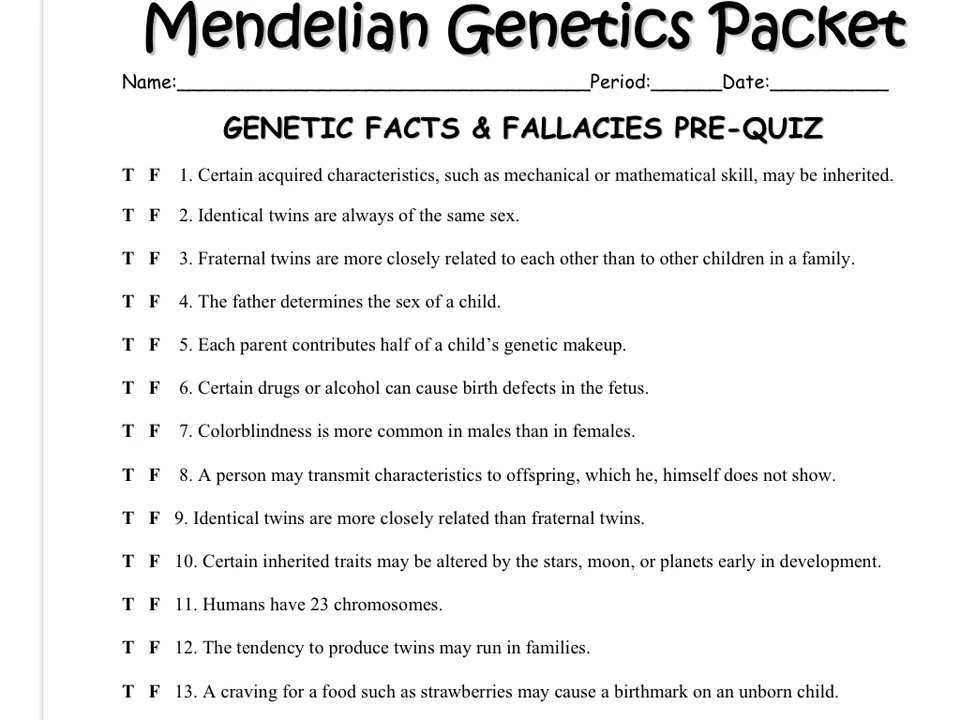 Mendelian Genetics Packet
Name:___________________________________Period:______Date:__________
GENETIC FACTS & FALLACIES PRE-QUIZ
T F 1. Certain acquired characteristics, such as mechanical or mathematical skill, may be inherited.
T F 2. Identical twins are always of the same sex.
T F 3. Fraternal twins are more closely related to each other than to other children in a family.
T F 4. The father determines the sex of a child.
T F 5. Each parent contributes half of a child’s genetic makeup.
T F 6. Certain drugs or alcohol can cause birth defects in the fetus.
T F 7. Colorblindness is more common in males than in females.
T F 8. A person may transmit characteristics to offspring, which he, himself does not show.
T F 9. Identical twins are more closely related than fraternal twins.
T F 10. Certain inherited traits may be altered by the stars, moon, or planets early in development.
T F 11. Humans have 23 chromosomes.
T F 12. The tendency to produce twins may run in families.
T F 13. A craving for a food such as strawberries may cause a birthmark on an unborn child.